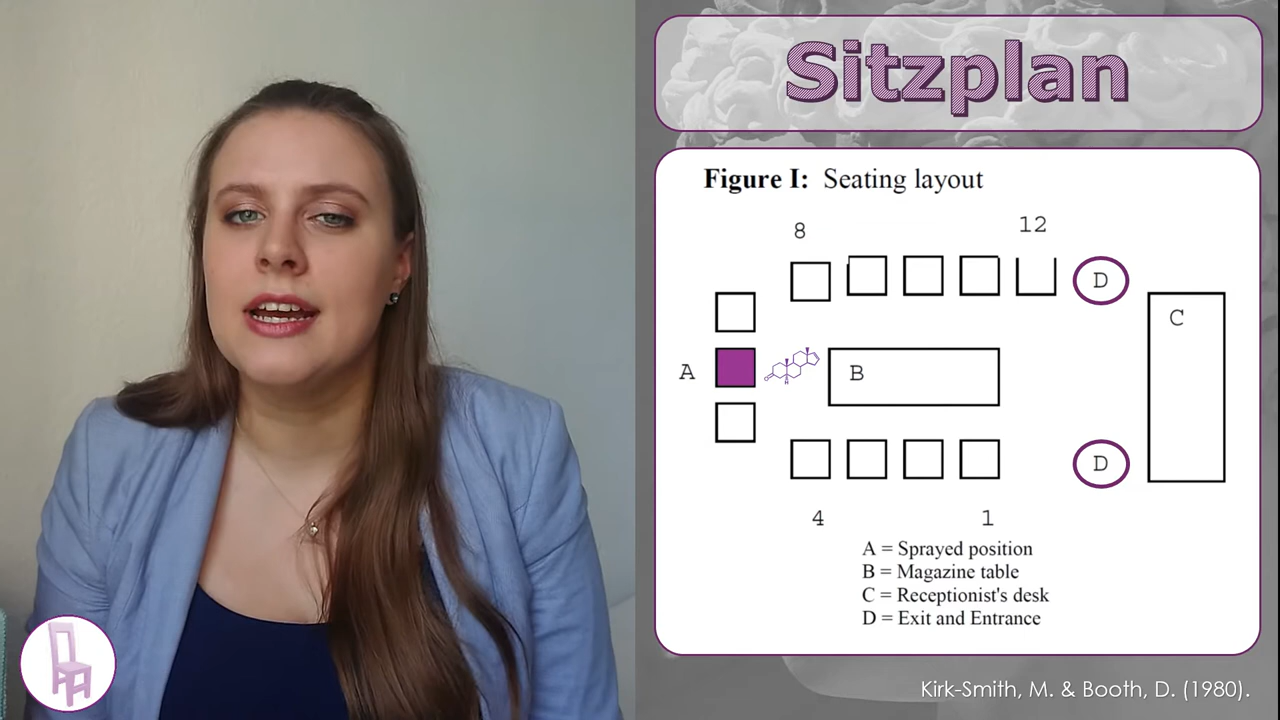 Sitzplan
Figure I: Seating layout
8
12
D
C
A
B
D
4
1
A = Sprayed position
B = Magazine table
C = Receptionist's desk
D = Exit and Entrance
Kirk-Smith, M. & Booth, D. (1980).